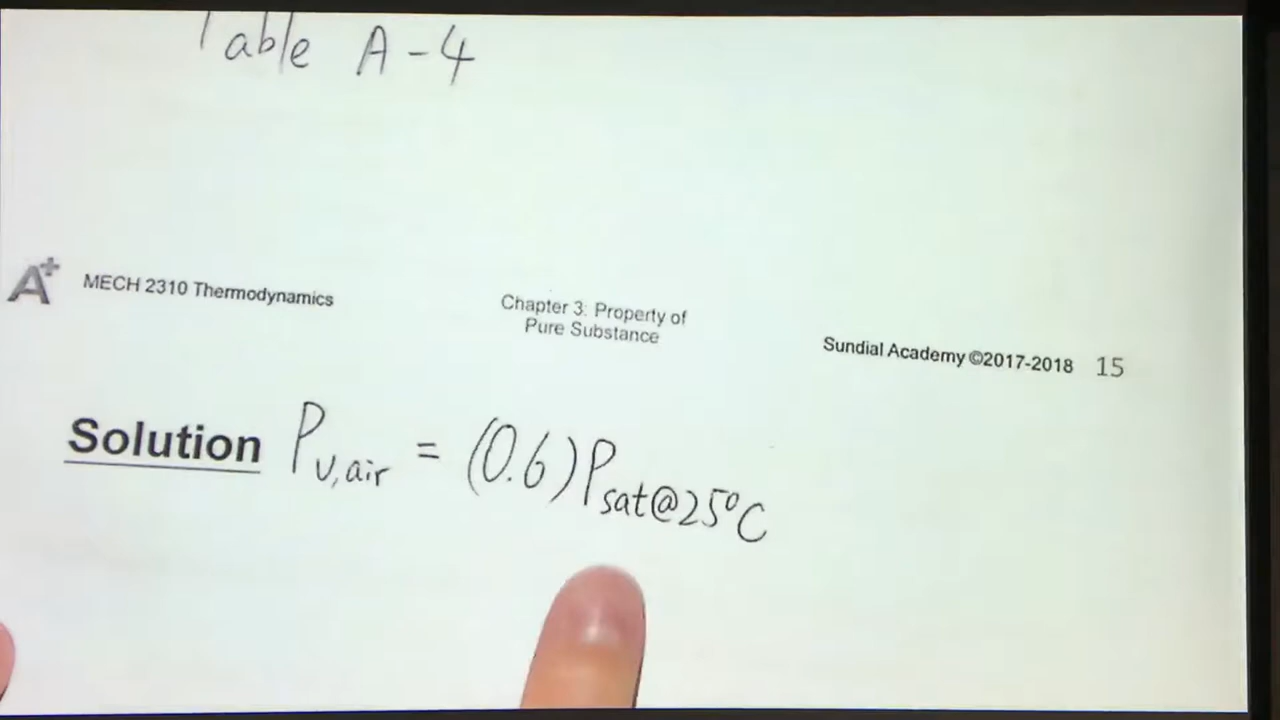 Table A-4
A+ MECH 2310 Thermodynamics
Chapter 3: Property of
Pure Substance
Sundial Academy ©2017-2018 15
Solution P_v,air = (0.6)P_sat@25°C